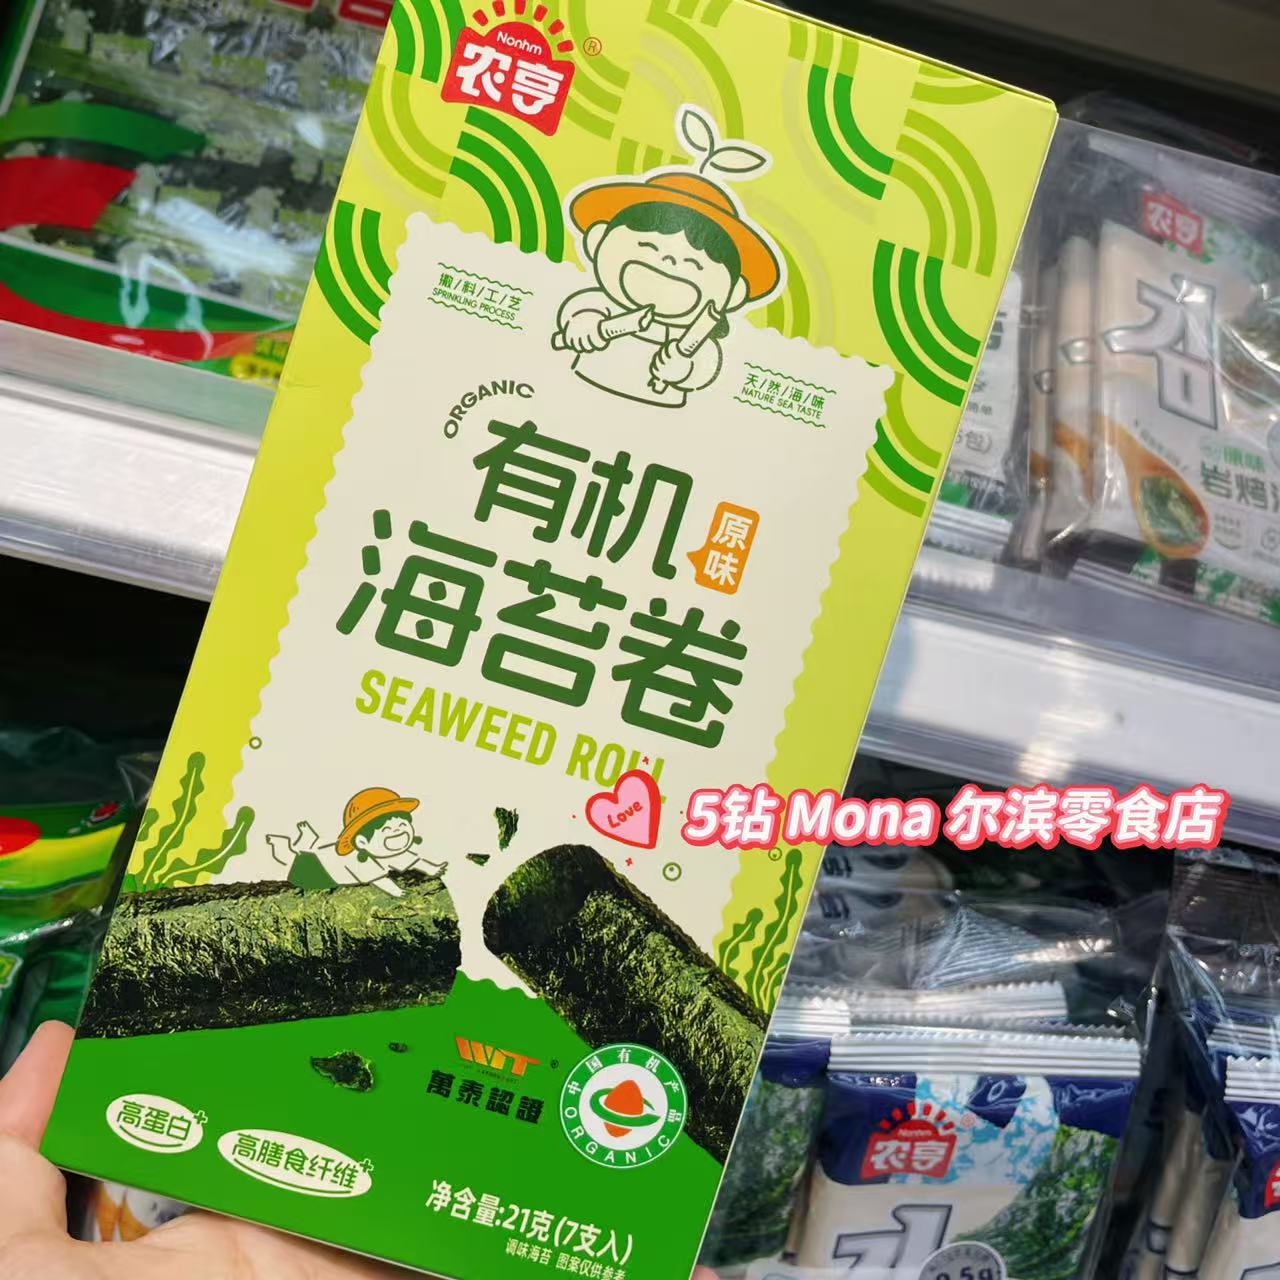 Nonhm
农亨
®
撒/料/工/艺
SPRINKLING PROCESS
天/然/海/味
NATURE SEA TASTE
ORGANIC
有机
原味
海苔卷
SEAWEED ROLL
Love
5钻 Mona 尔滨零食店
WIT
®
萬泰認證
中国有机产品
ORGANIC
高蛋白+
高膳食纤维+
净含量:21克(7支入)
调味海苔 图案仅供参考
农亨
김
Nonhm
农亨
김